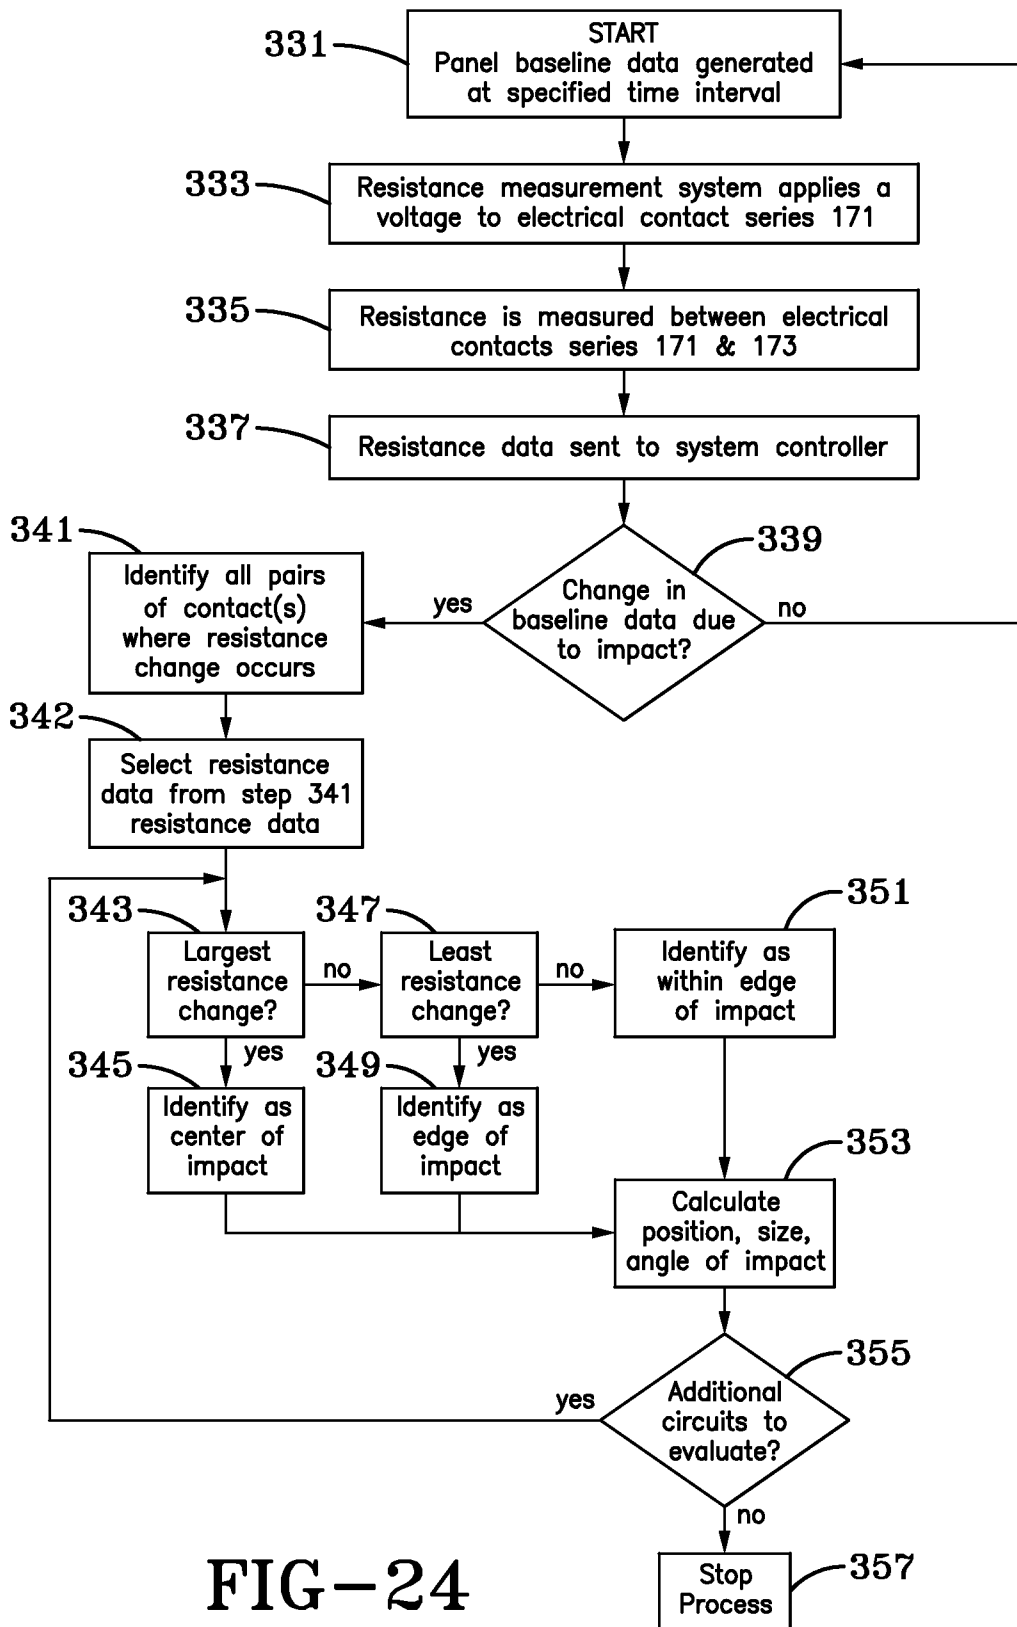 331
START
Panel baseline data generated
at specified time interval
333
Resistance measurement system applies a
voltage to electrical contact series 171
335
Resistance is measured between electrical
contacts series 171 & 173
337
Resistance data sent to system controller
339
Change in
baseline data due
to impact?
yes
no
341
Identify all pairs
of contact(s)
where resistance
change occurs
342
Select resistance
data from step 341
resistance data
343
Largest
resistance
change?
no
yes
347
Least
resistance
change?
no
yes
351
Identify as
within edge
of impact
345
Identify as
center of
impact
349
Identify as
edge of
impact
353
Calculate
position, size,
angle of impact
355
Additional
circuits to
evaluate?
yes
no
357
Stop
Process
FIG-24